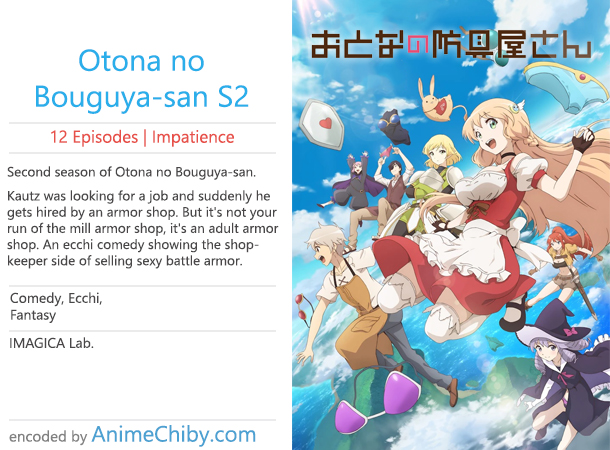 Otona no
Bouguya-san S2
12 Episodes | Impatience
Second season of Otona no Bouguya-san.
Kautz was looking for a job and suddenly he
gets hired by an armor shop. But it's not your
run of the mill armor shop, it's an adult armor
shop. An ecchi comedy showing the shop-
keeper side of selling sexy battle armor.
Comedy, Ecchi,
Fantasy
IMAGICA Lab.
encoded by AnimeChiby.com
おとなの防具屋さん